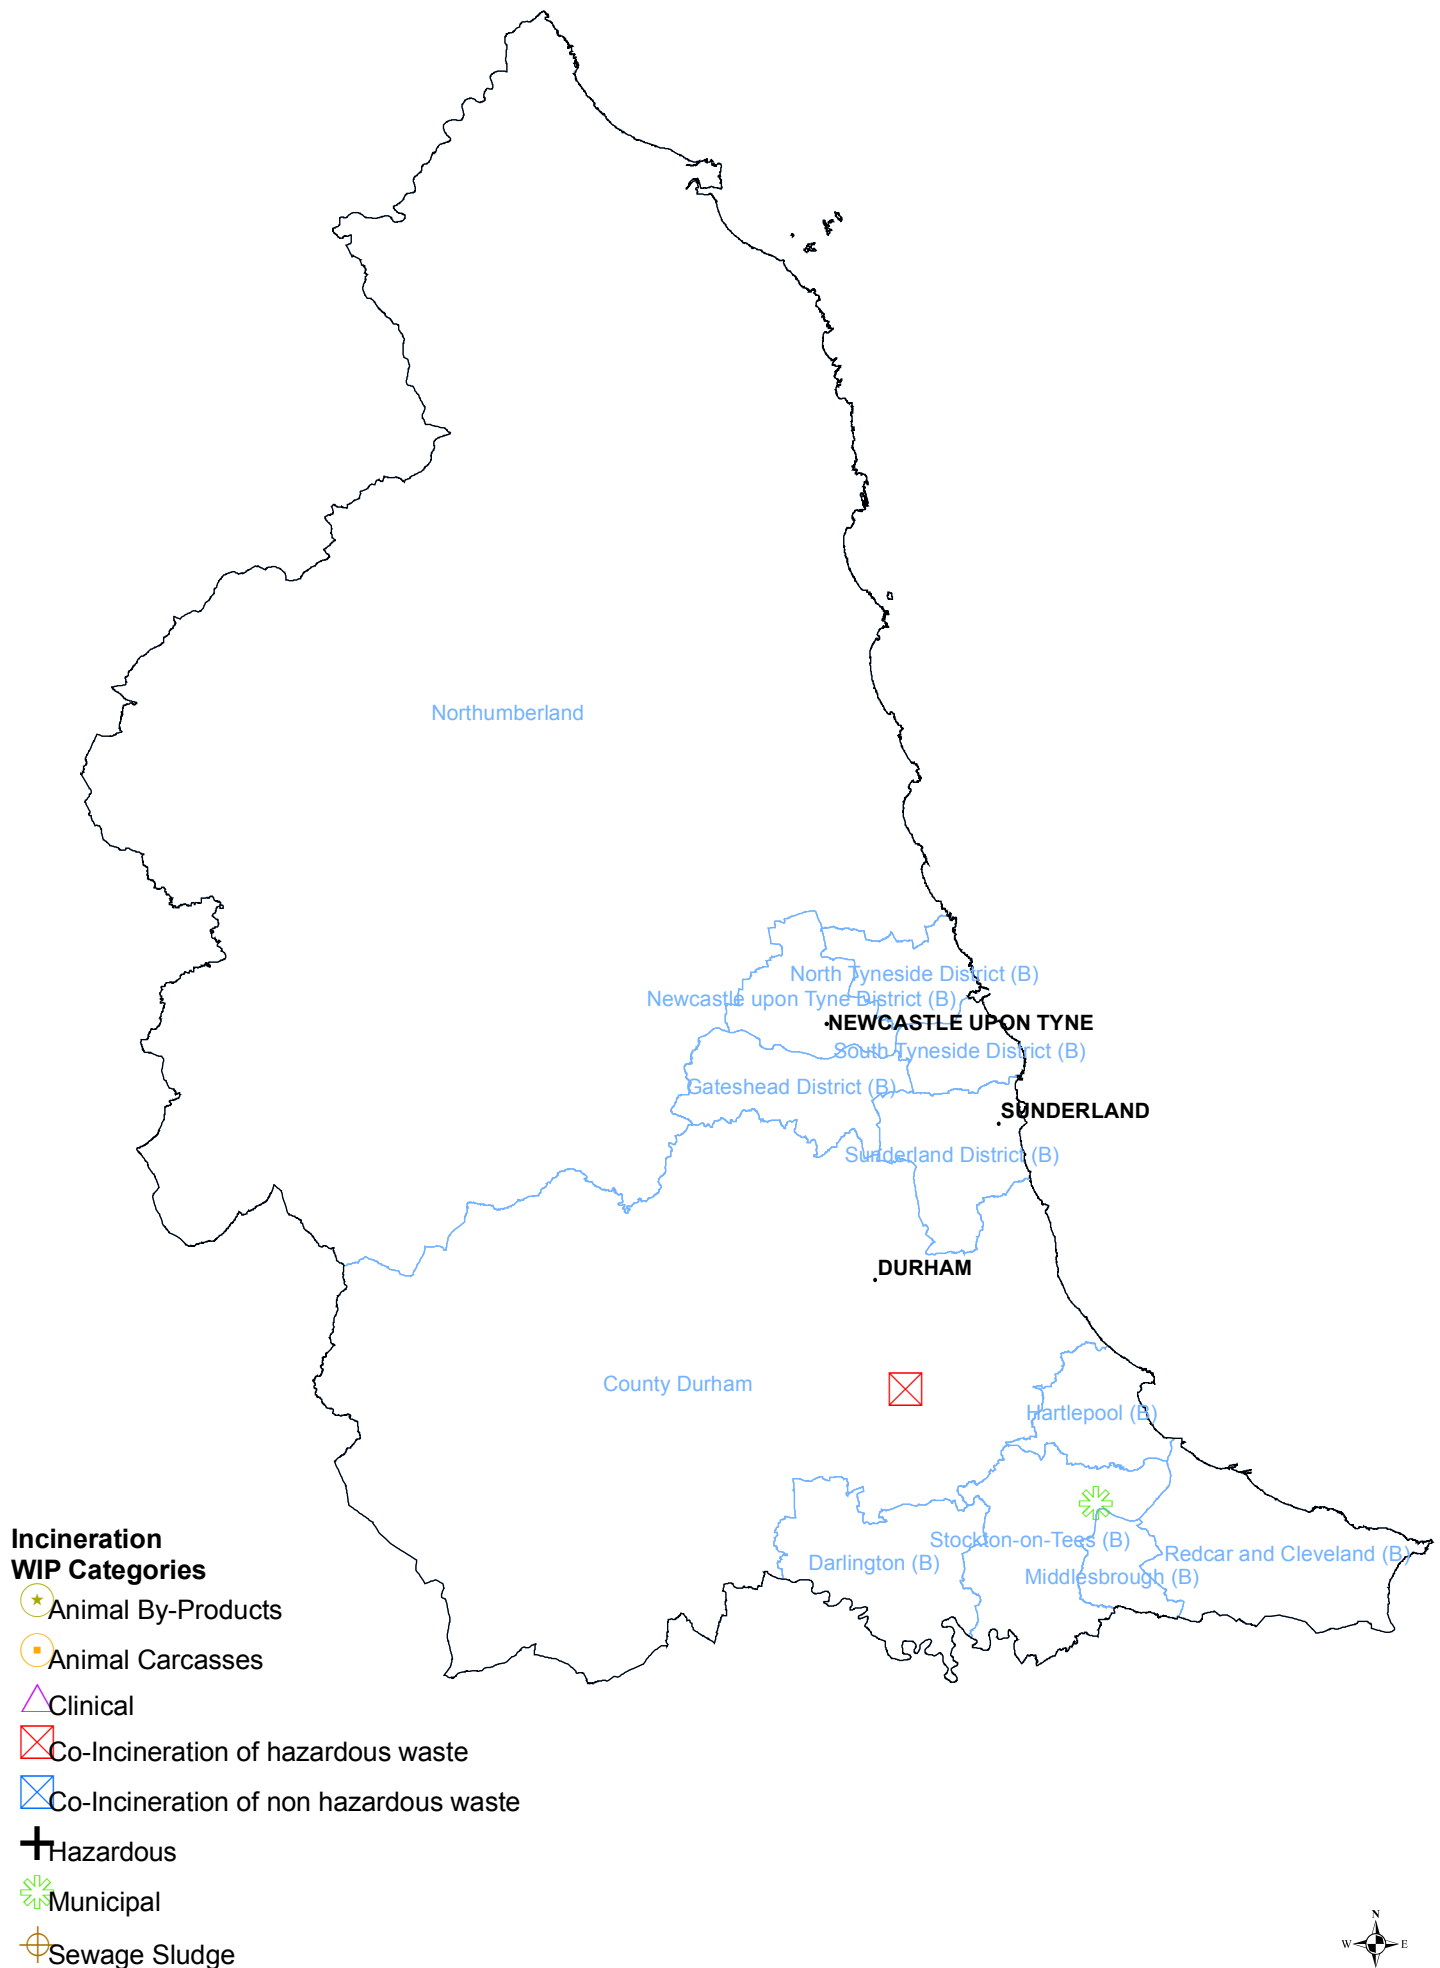 Northumberland
North Tyneside District (B)
Newcastle upon Tyne District (B)
NEWCASTLE UPON TYNE
South Tyneside District (B)
Gateshead District (B)
SUNDERLAND
Sunderland District (B)
DURHAM
County Durham
Hartlepool (B)
Stockton-on-Tees (B)
Redcar and Cleveland (B)
Darlington (B)
Middlesbrough (B)
Incineration
WIP Categories
Animal By-Products
Animal Carcasses
Clinical
Co-Incineration of hazardous waste
Co-Incineration of non hazardous waste
Hazardous
Municipal
Sewage Sludge
N
W E
S